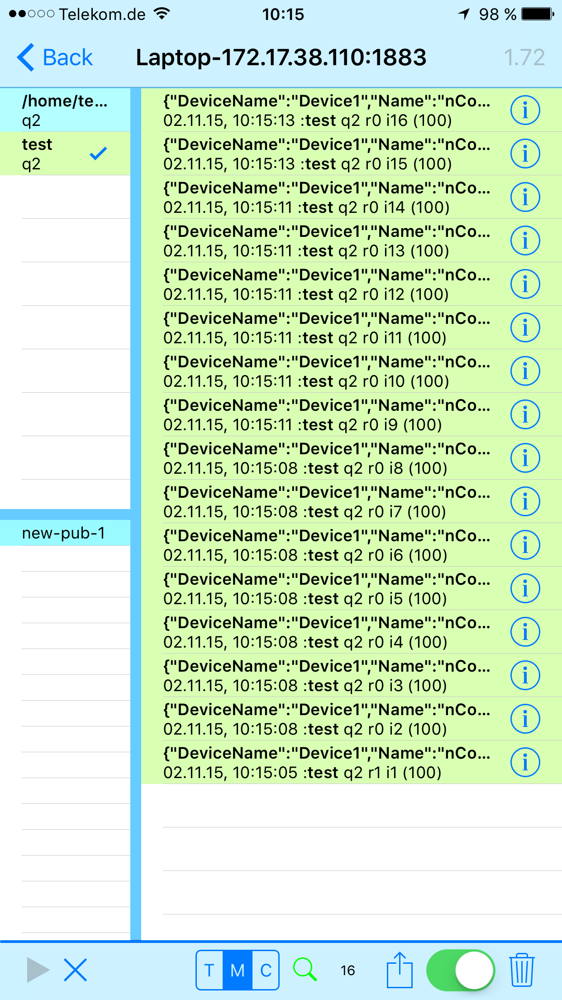 Telekom.de 10:15 98 %
Back Laptop-172.17.38.110:1883 1.72
/home/te...
q2
test
q2
new-pub-1
{"DeviceName":"Device1","Name":"nCo...
02.11.15, 10:15:13 :test q2 r0 i16 (100)
{"DeviceName":"Device1","Name":"nCo...
02.11.15, 10:15:13 :test q2 r0 i15 (100)
{"DeviceName":"Device1","Name":"nCo...
02.11.15, 10:15:11 :test q2 r0 i14 (100)
{"DeviceName":"Device1","Name":"nCo...
02.11.15, 10:15:11 :test q2 r0 i13 (100)
{"DeviceName":"Device1","Name":"nCo...
02.11.15, 10:15:11 :test q2 r0 i12 (100)
{"DeviceName":"Device1","Name":"nCo...
02.11.15, 10:15:11 :test q2 r0 i11 (100)
{"DeviceName":"Device1","Name":"nCo...
02.11.15, 10:15:11 :test q2 r0 i10 (100)
{"DeviceName":"Device1","Name":"nCo...
02.11.15, 10:15:11 :test q2 r0 i9 (100)
{"DeviceName":"Device1","Name":"nCo...
02.11.15, 10:15:08 :test q2 r0 i8 (100)
{"DeviceName":"Device1","Name":"nCo...
02.11.15, 10:15:08 :test q2 r0 i7 (100)
{"DeviceName":"Device1","Name":"nCo...
02.11.15, 10:15:08 :test q2 r0 i6 (100)
{"DeviceName":"Device1","Name":"nCo...
02.11.15, 10:15:08 :test q2 r0 i5 (100)
{"DeviceName":"Device1","Name":"nCo...
02.11.15, 10:15:08 :test q2 r0 i4 (100)
{"DeviceName":"Device1","Name":"nCo...
02.11.15, 10:15:08 :test q2 r0 i3 (100)
{"DeviceName":"Device1","Name":"nCo...
02.11.15, 10:15:08 :test q2 r0 i2 (100)
{"DeviceName":"Device1","Name":"nCo...
02.11.15, 10:15:05 :test q2 r1 i1 (100)
T M C 16